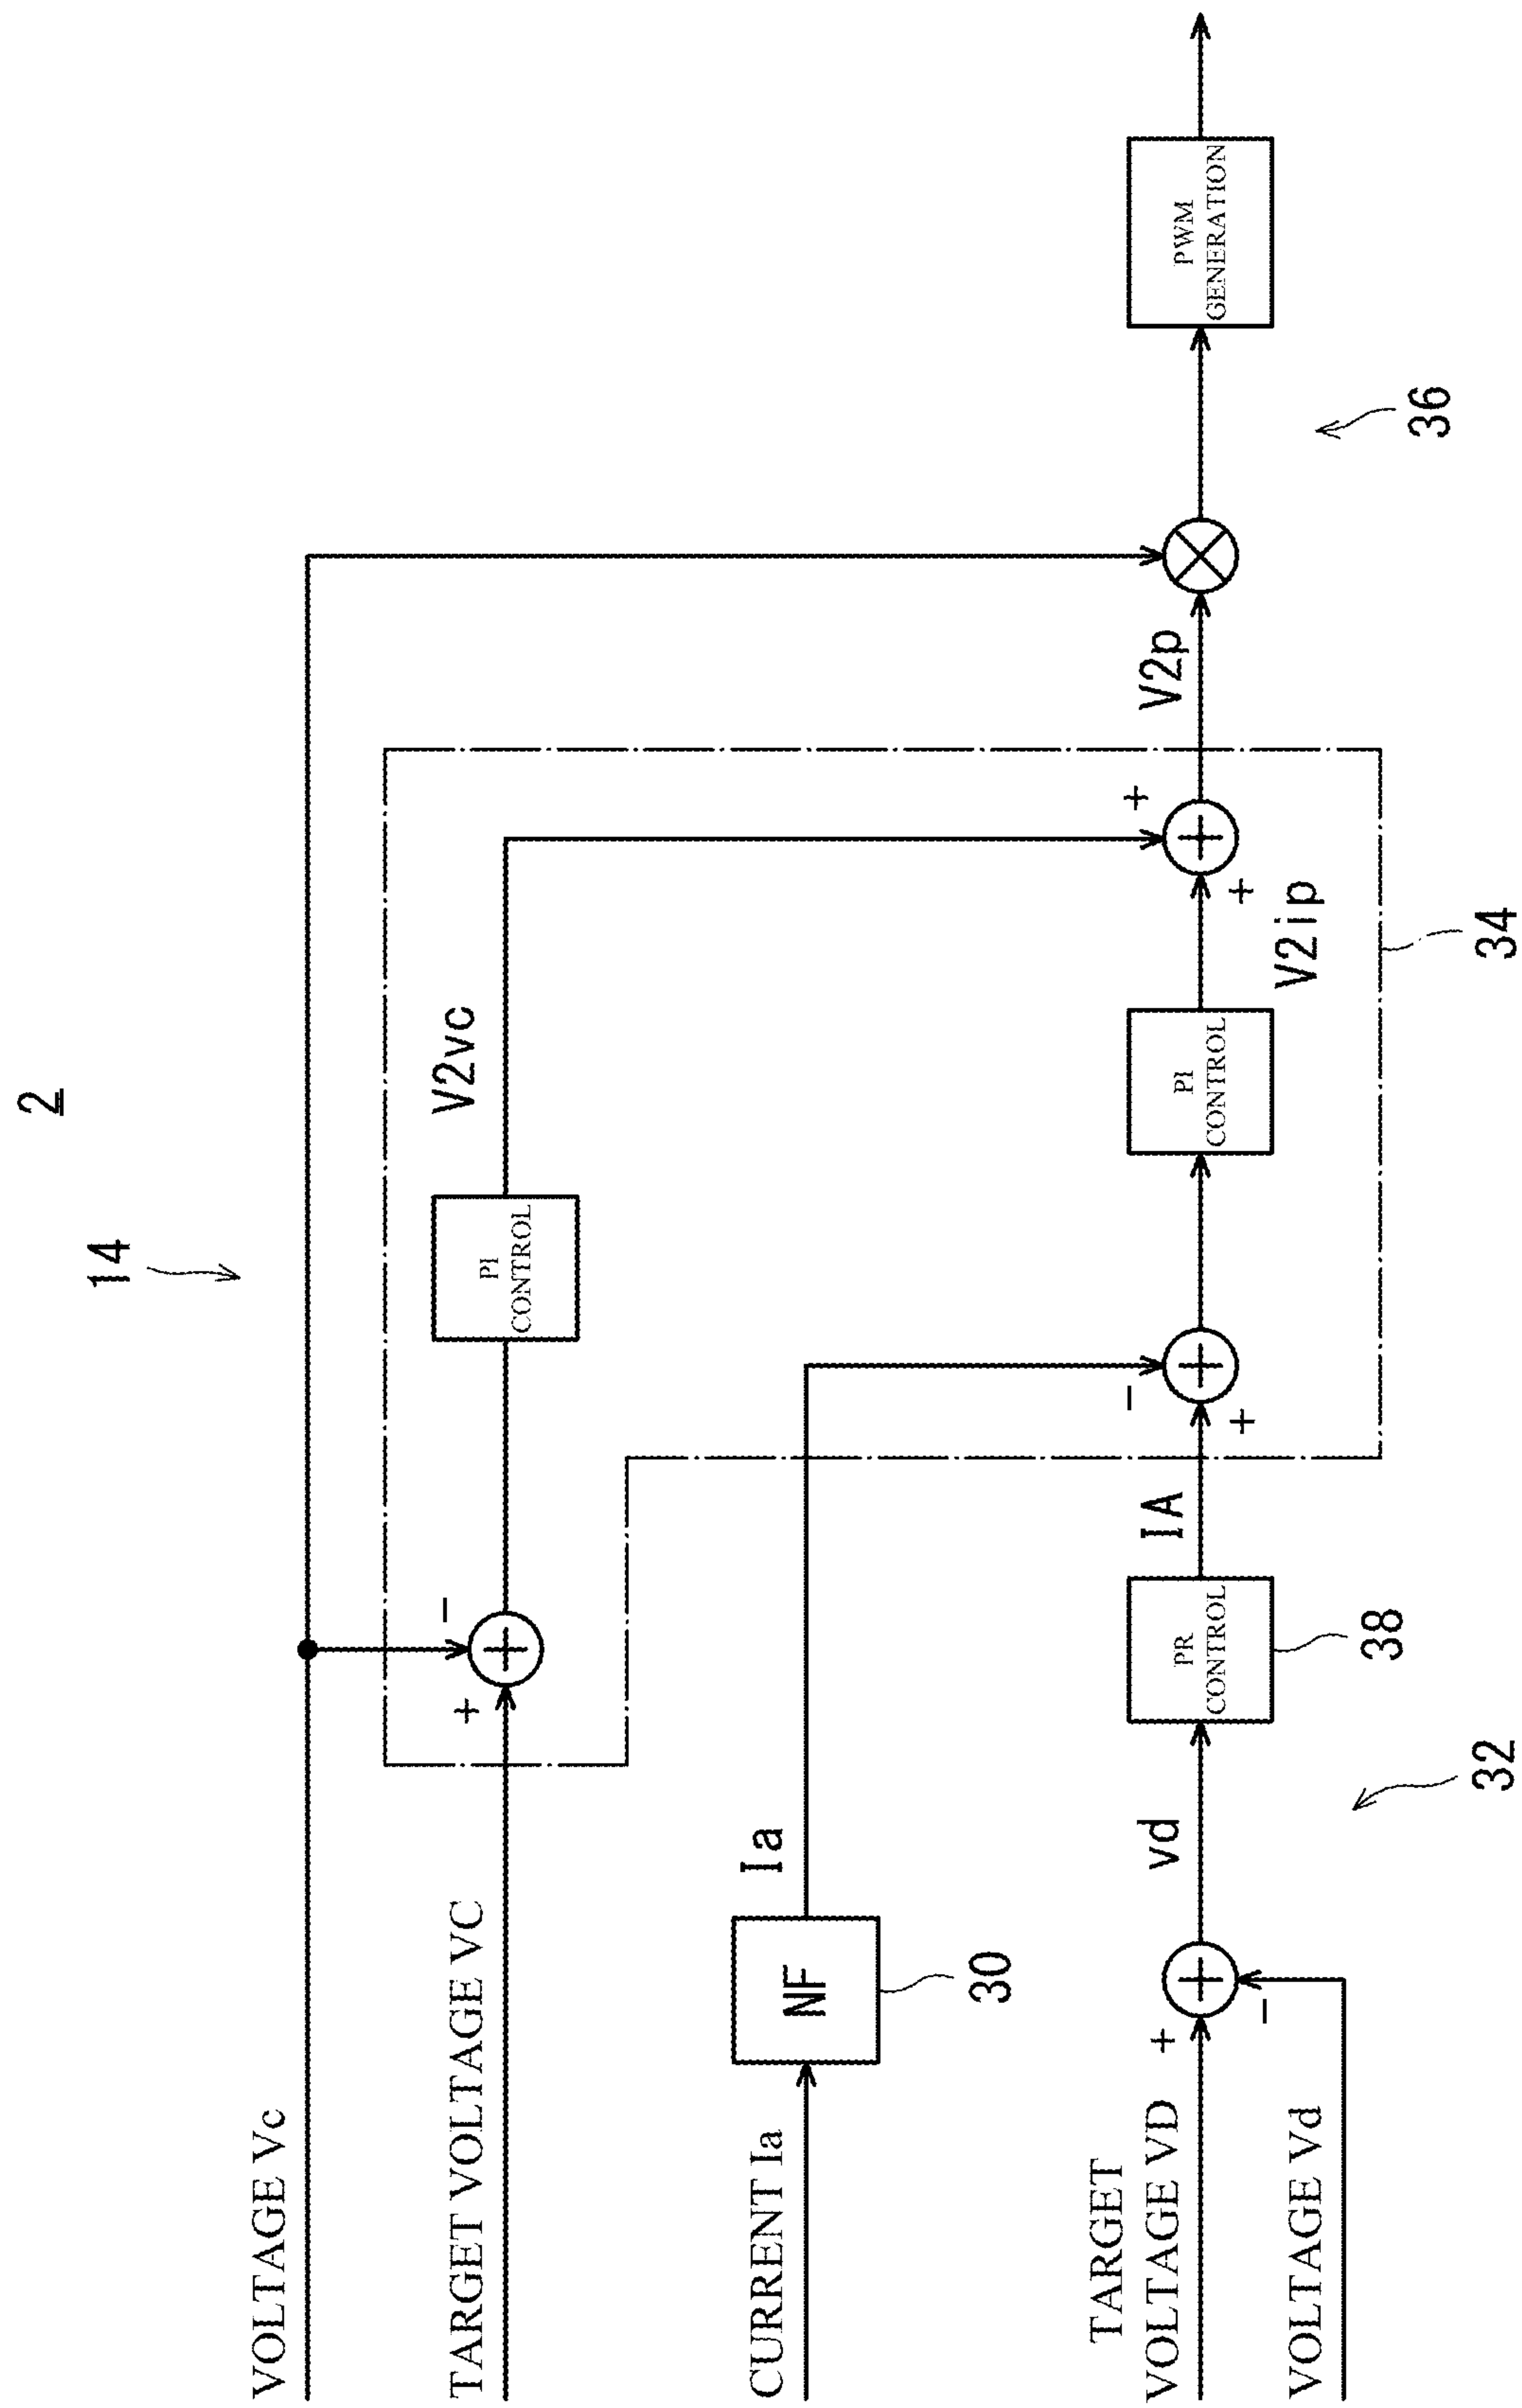 2
14
VOLTAGE Vc
TARGET VOLTAGE VC
+
−
PI
CONTROL
V2vc
CURRENT Ia
NF
30
Ia
TARGET
VOLTAGE VD
VOLTAGE Vd
+
−
vd
32
PR
CONTROL
38
IA
−
+
PI
CONTROL
V2ip
+
+
34
V2p
36
PWM
GENERATION